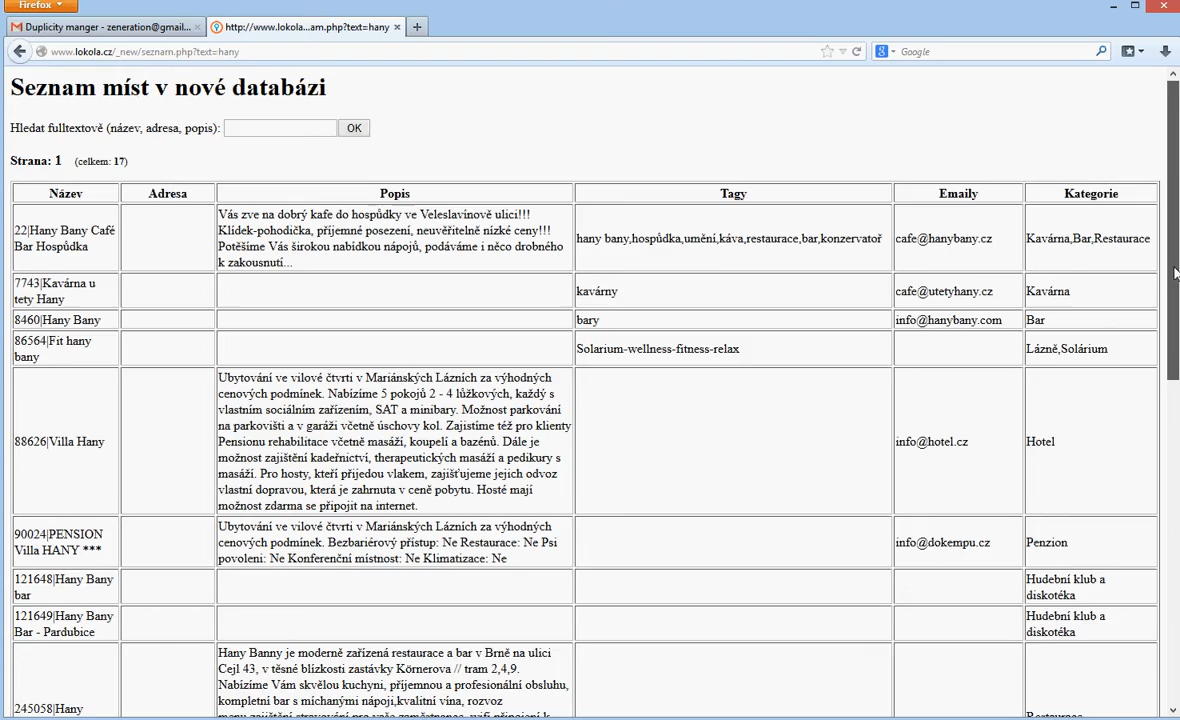 Firefox
Duplicity manger - zeneration@gmail....
http://www.lokola.cz...am.php?text=hany
www.lokola.cz/_new/seznam.php?text=hany
Google
Seznam míst v nové databázi
Hledat fulltextově (název, adresa, popis):
OK
Strana: 1 (celkem: 17)
Název Adresa Popis Tagy Emaily Kategorie
22|Hany Bany Café
Bar Hospůdka
Vás zve na dobrý kafe do hospůdky ve Veleslavínově ulici!!!
Klídek-pohodička, příjemné posezení, neuvěřitelně nízké ceny!!!
Potěšíme Vás širokou nabídkou nápojů, podáváme i něco drobného
k zakousnutí...
hany bany,hospůdka,umění,káva,restaurace,bar,konzervatoř
cafe@hanybany.cz
Kavárna,Bar,Restaurace
7743|Kavárna u
tety Hany
kavárny
cafe@utetyhany.cz
Kavárna
8460|Hany Bany
bary
info@hanybany.com
Bar
86564|Fit hany
bany
Solarium-wellness-fitness-relax
Lázně,Solárium
88626|Villa Hany
Ubytování ve vilové čtvrti v Mariánských Lázních za výhodných
cenových podmínek. Nabízíme 5 pokojů 2 - 4 lůžkových, každý s
vlastním sociálním zařízením, SAT a minibary. Možnost parkování
na parkovišti a v garáži včetně úschovy kol. Zajistíme též pro klienty
Pensionu rehabilitace včetně masáží, koupelí a bazénů. Dále je
možnost zajištění kadeřnictví, therapeutických masáží a pedikury s
masáží. Pro hosty, kteří přijedou vlakem, zajišťujeme jejich odvoz
vlastní dopravou, která je zahrnuta v ceně pobytu. Hosté mají
možnost zdarma se připojit na internet.
info@hotel.cz
Hotel
90024|PENSION
Villa HANY ***
Ubytování ve vilové čtvrti v Mariánských Lázních za výhodných
cenových podmínek. Bezbariérový přístup: Ne Restaurace: Ne Psi
povoleni: Ne Konferenční místnost: Ne Klimatizace: Ne
info@dokempu.cz
Penzion
121648|Hany Bany
bar
Hudební klub a
diskotéka
121649|Hany Bany
Bar - Pardubice
Hudební klub a
diskotéka
245058|Hany
Hany Banny je moderně zařízená restaurace a bar v Brně na ulici
Cejl 43, v těsné blízkosti zastávky Körnerova // tram 2,4,9.
Nabízíme Vám skvělou kuchyni, příjemnou a profesionální obsluhu,
kompletní bar s míchanými nápoji,kvalitní vína, rozvoz
menu,zajištění stravování pro vaše zaměstnance, wifi připojení k
Restaurace